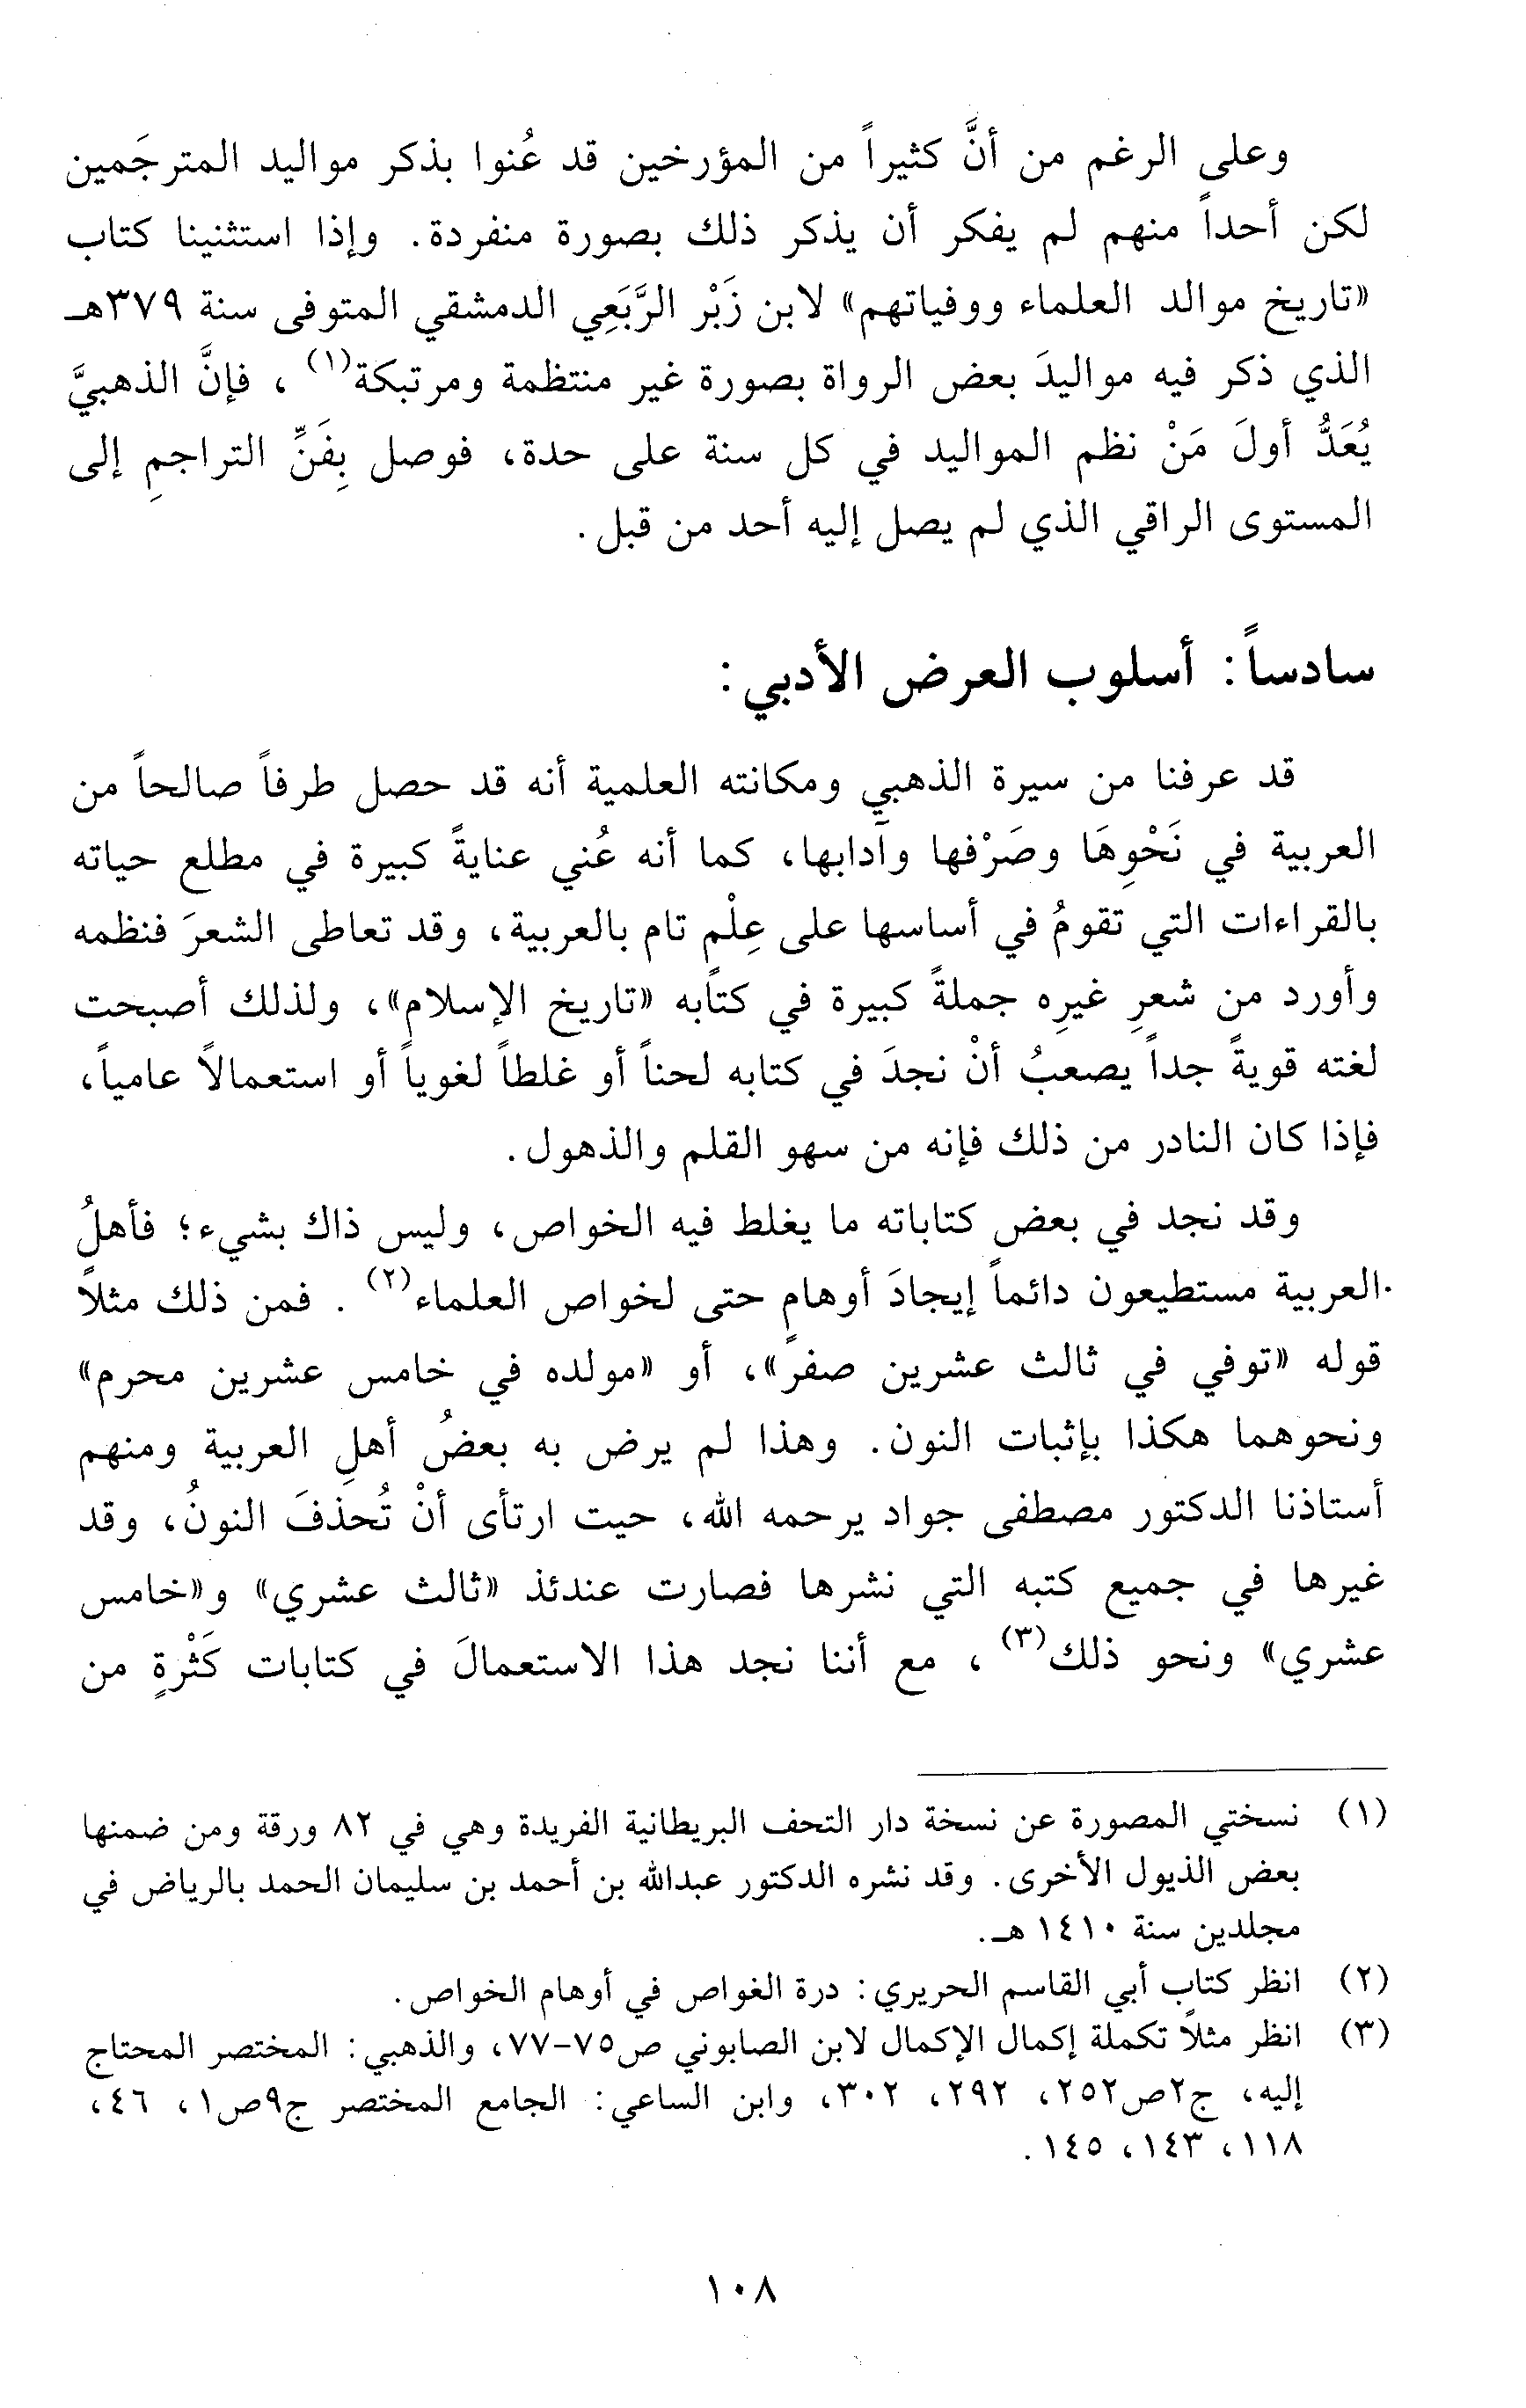 وعلى الرغم من أنَّ كثيراً من المؤرخين قد عُنوا بذكر مواليد المترجَمين
لكن أحداً منهم لم يفكر أن يذكر ذلك بصورة منفردة. وإذا استثنينا كتاب
«تاريخ موالد العلماء ووفياتهم» لابن زَبْر الرَّبَعِي الدمشقي المتوفى سنة ٣٧٩هـ
الذي ذكر فيه مواليدَ بعض الرواة بصورة غير منتظمة ومرتبكة(١)، فإنَّ الذهبيَّ
يُعَدُّ أولَ مَنْ نظم المواليد في كل سنة على حدة، فوصل بِفَنِّ التراجمِ إلى
المستوى الراقي الذي لم يصل إليه أحد من قبل.
سادساً: أسلوب العرض الأدبي:
قد عرفنا من سيرة الذهبي ومكانته العلمية أنه قد حصل طرفاً صالحاً من
العربية في نَحْوِهَا وصَرْفها وآدابها، كما أنه عُني عنايةً كبيرة في مطلع حياته
بالقراءات التي تقومُ في أساسها على عِلْم تام بالعربية، وقد تعاطى الشعرَ فنظمه
وأورد من شعرِ غيرِه جملةً كبيرة في كتابه «تاريخ الإسلام»، ولذلك أصبحت
لغته قويةً جداً يصعبُ أنْ نجدَ في كتابه لحناً أو غلطاً لغوياً أو استعمالاً عامياً،
فإذا كان النادر من ذلك فإنه من سهو القلم والذهول.
وقد نجد في بعض كتاباته ما يغلط فيه الخواص، وليس ذاك بشيء؛ فأهلُ
العربية مستطيعون دائماً إيجادَ أوهامٍ حتى لخواص العلماء(٢). فمن ذلك مثلاً
قوله «توفي في ثالث عشرين صفر»، أو «مولده في خامس عشرين محرم»
ونحوهما هكذا بإثبات النون. وهذا لم يرض به بعضُ أهلِ العربية ومنهم
أستاذنا الدكتور مصطفى جواد يرحمه الله، حيت ارتأى أنْ تُحذفَ النونُ، وقد
غيرها في جميع كتبه التي نشرها فصارت عندئذ «ثالث عشري» و«خامس
عشري» ونحو ذلك(٣)، مع أننا نجد هذا الاستعمالَ في كتابات كَثْرةٍ من
(١) نسختي المصورة عن نسخة دار التحف البريطانية الفريدة وهي في ٨٢ ورقة ومن ضمنها
بعض الذيول الأخرى. وقد نشره الدكتور عبدالله بن أحمد بن سليمان الحمد بالرياض في
مجلدين سنة ١٤١٠هـ.
(٢) انظر كتاب أبي القاسم الحريري: درة الغواص في أوهام الخواص.
(٣) انظر مثلاً تكملة إكمال الإكمال لابن الصابوني ص٧٥-٧٧، والذهبي: المختصر المحتاج
إليه، ج٢ص٢٥٢، ٢٩٢، ٣٠٢، وابن الساعي: الجامع المختصر ج٩ص١، ٤٦،
١١٨، ١٤٣، ١٤٥.
١٠٨